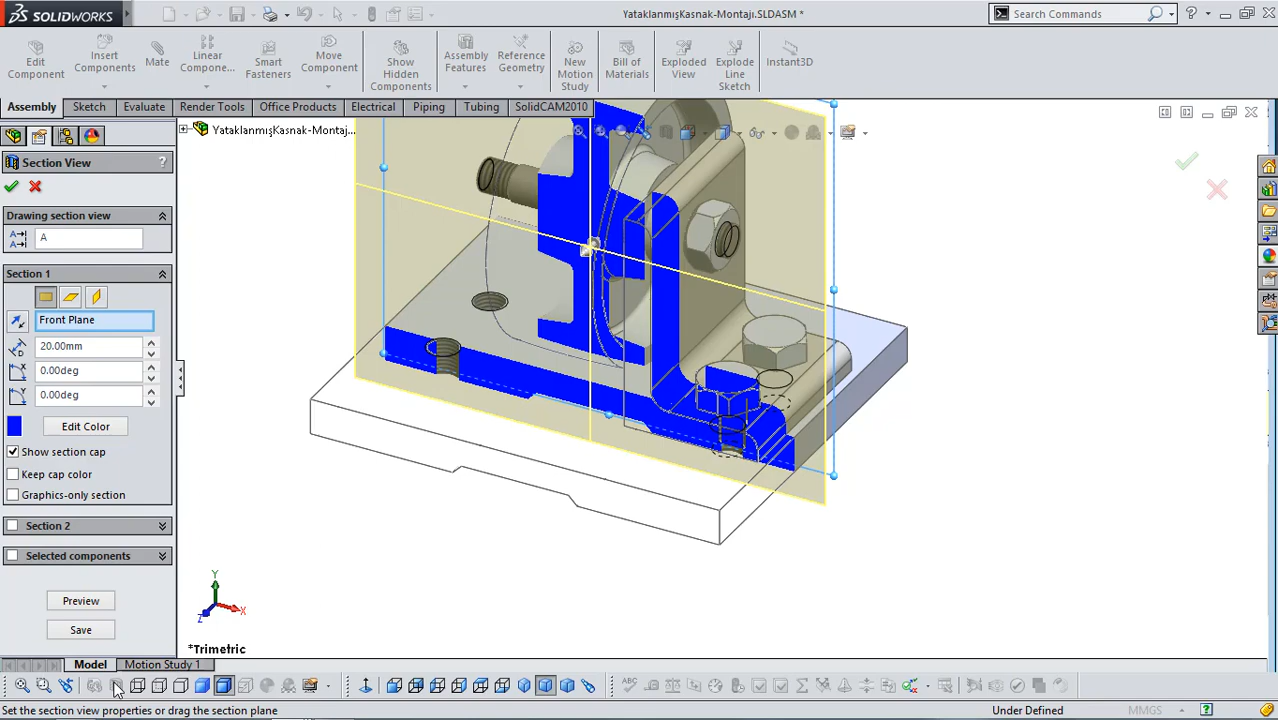 SOLIDWORKS
YataklanmışKasnak-Montajı.SLDASM *
Search Commands
?
Edit Component
Insert Components
Mate
Linear Compone...
Smart Fasteners
Move Component
Show Hidden Components
Assembly Features
Reference Geometry
New Motion Study
Bill of Materials
Exploded View
Explode Line Sketch
Instant3D
Assembly
Sketch
Evaluate
Render Tools
Office Products
Electrical
Piping
Tubing
SolidCAM2010
YataklanmışKasnak-Montaj...
Section View
?
Drawing section view
A
Section 1
Front Plane
20.00mm
0.00deg
0.00deg
Edit Color
Show section cap
Keep cap color
Graphics-only section
Section 2
Selected components
Preview
Save
Y
X
Z
*Trimetric
Model
Motion Study 1
Set the section view properties or drag the section plane
Under Defined
MMGS
?